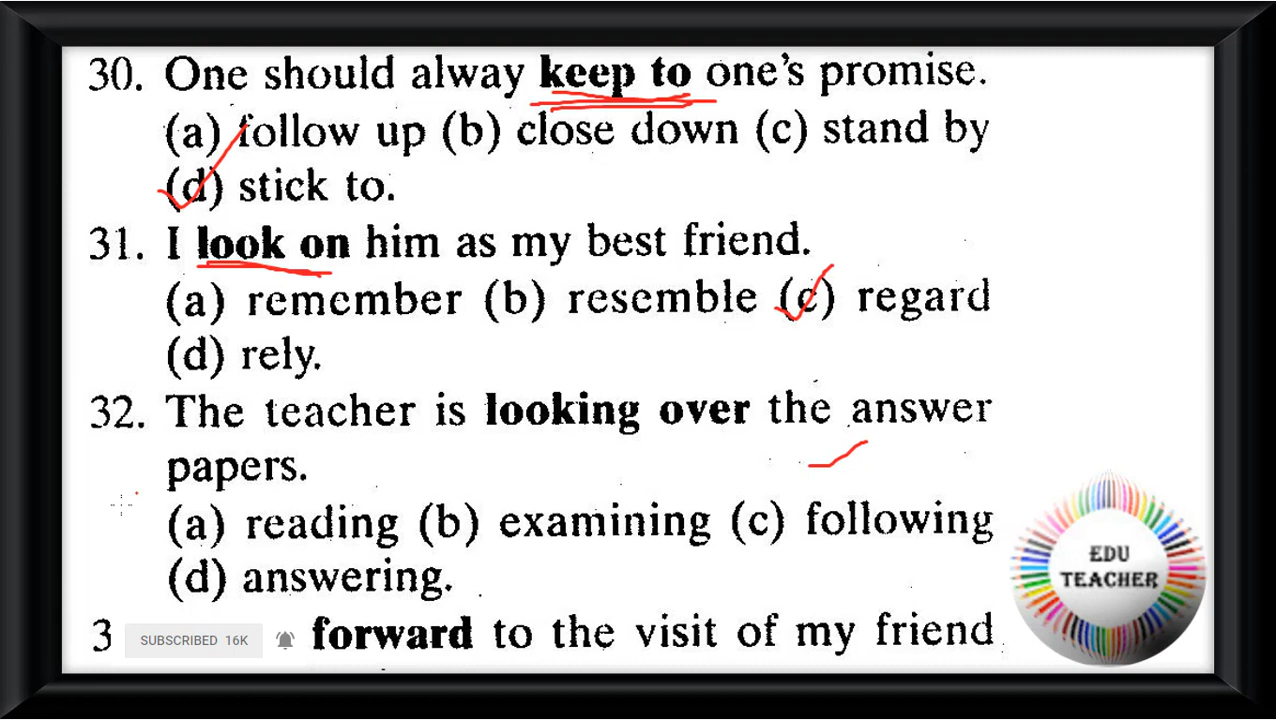 30. One should alway keep to one's promise.
(a) follow up (b) close down (c) stand by
(d) stick to.
31. I look on him as my best friend.
(a) remember (b) resemble (c) regard
(d) rely.
32. The teacher is looking over the answer
papers.
(a) reading (b) examining (c) following
(d) answering.
3
SUBSCRIBED 16K
forward to the visit of my friend
EDU
TEACHER